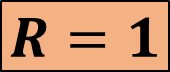 R = 1